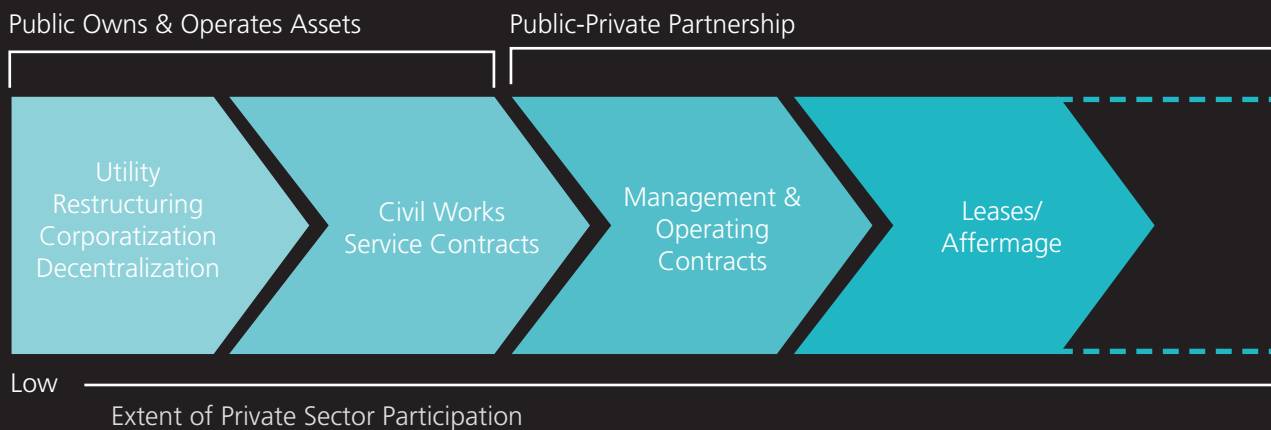 Public Owns & Operates Assets
Public-Private Partnership
Utility
Restructuring
Corporatization
Decentralization
Civil Works
Service Contracts
Management &
Operating
Contracts
Leases/
Affermage
Low
Extent of Private Sector Participation